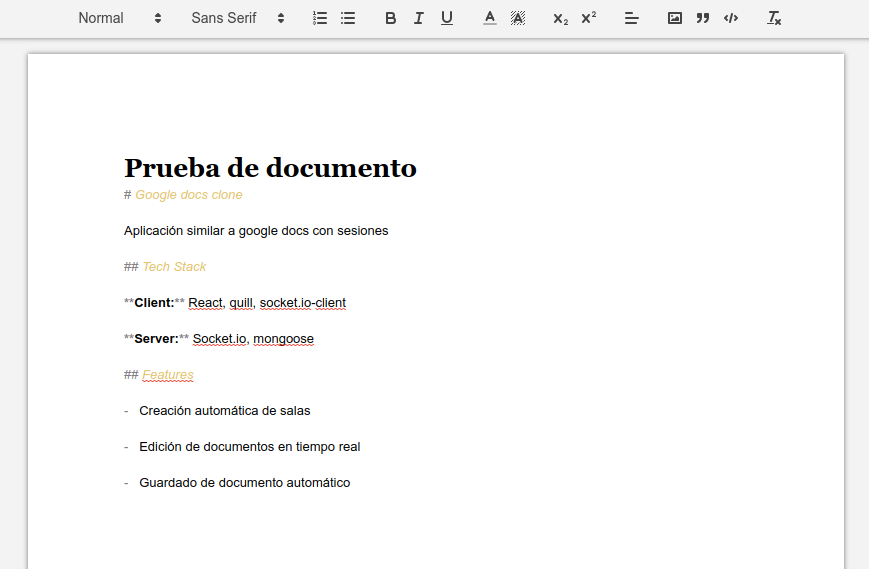 Normal Sans Serif
Prueba de documento
# Google docs clone
Aplicación similar a google docs con sesiones
## Tech Stack
**Client:** React, quill, socket.io-client
**Server:** Socket.io, mongoose
## Features
- Creación automática de salas
- Edición de documentos en tiempo real
- Guardado de documento automático